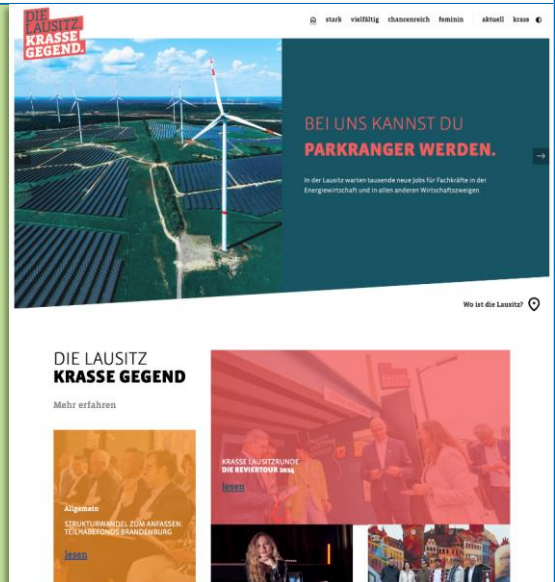 DIE
LAUSITZ.
KRASSE
GEGEND.
stark vielfältig chancenreich feminin aktuell krass
BEI UNS KANNST DU
PARKRANGER WERDEN.
In der Lausitz warten tausende neue Jobs für Fachkräfte in der
Energiewirtschaft und in allen anderen Wirtschaftszweigen.
Wo ist die Lausitz?
DIE LAUSITZ
KRASSE GEGEND
Mehr erfahren
KRASSE LAUSITZRUNDE
DIE REVIERTOUR 2024
lesen
Allgemein
STRUKTURWANDEL ZUM ANFASSEN:
TEILHABEFONDS BRANDENBURG
lesen